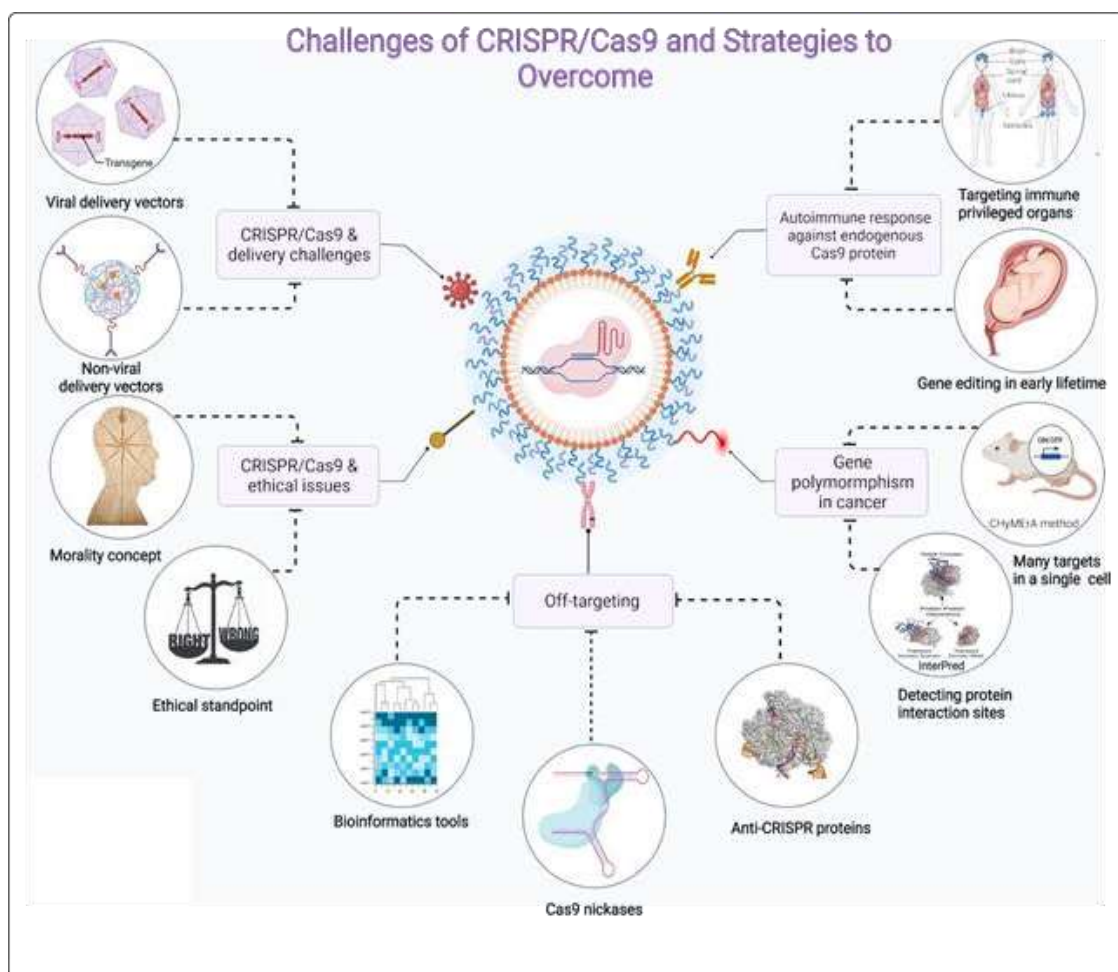 Challenges of CRISPR/Cas9 and Strategies to
Overcome
Transgene
Viral delivery vectors
CRISPR/Cas9 &
delivery challenges
Non-viral
delivery vectors
Morality concept
CRISPR/Cas9 &
ethical issues
RIGHT
WRONG
Ethical standpoint
Targeting immune
privileged organs
Autoimmune response
against endogenous
Cas9 protein
Gene editing in early lifetime
Gene
polymormphism
in cancer
ON/OFF
CHyMErA method
Many targets
in a single cell
InterPred
Detecting protein
interaction sites
Off-targeting
Bioinformatics tools
Cas9 nickases
Anti-CRISPR proteins